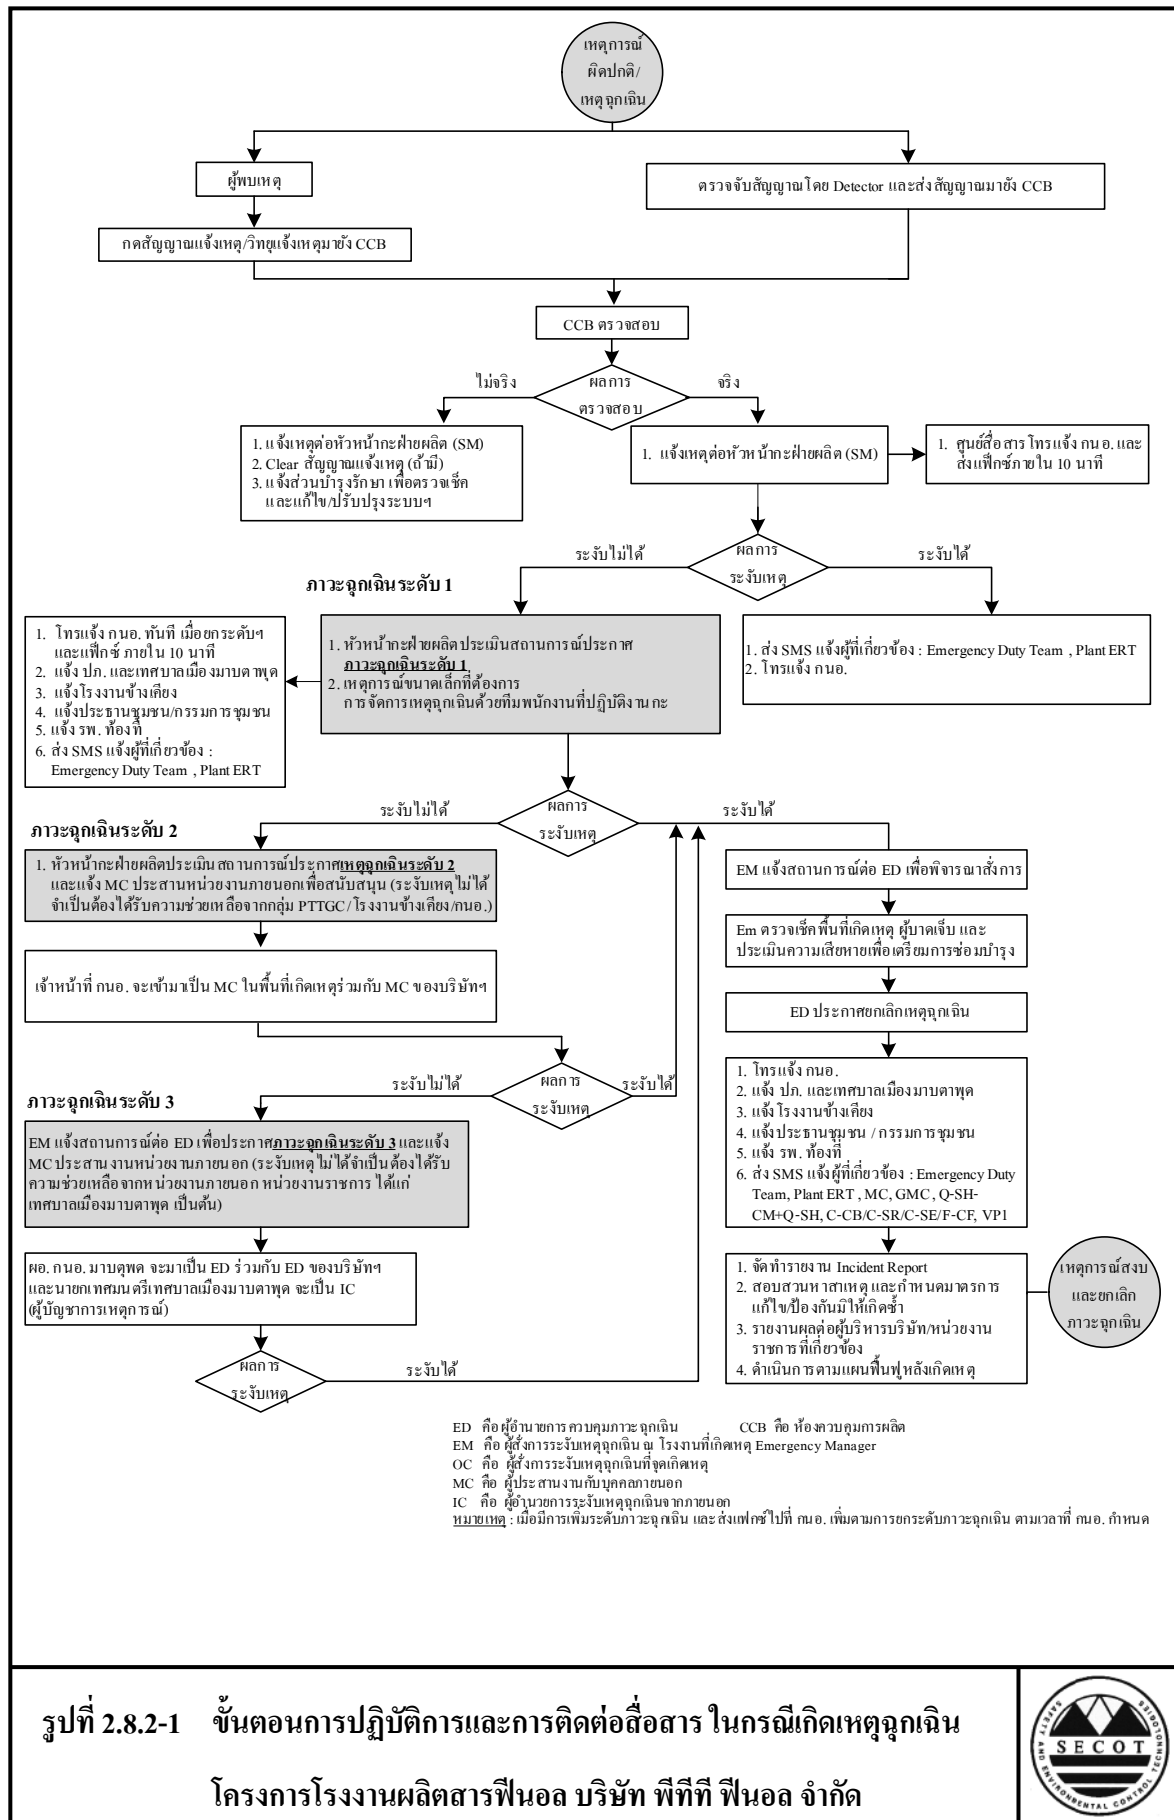 เหตุการณ์
ผิดปกติ/
เหตุฉุกเฉิน
ผู้พบเหตุ
ตรวจจับสัญญาณโดย Detector และส่งสัญญาณมายัง CCB
กดสัญญาณแจ้งเหตุ/วิทยุแจ้งเหตุมายัง CCB
CCB ตรวจสอบ
ไม่จริง
ผลการ
ตรวจสอบ
จริง
1. แจ้งเหตุต่อหัวหน้ากะฝ่ายผลิต (SM)
2. Clear สัญญาณแจ้งเหตุ (ถ้ามี)
3. แจ้งส่วนบำรุงรักษา เพื่อตรวจเช็ค
และแก้ไข/ปรับปรุงระบบฯ
1. แจ้งเหตุต่อหัวหน้ากะฝ่ายผลิต (SM)
1. ศูนย์สื่อสาร โทรแจ้ง กนอ. และ
ส่งแฟ็กซ์ภายใน 10 นาที
ระงับไม่ได้
ผลการ
ระงับเหตุ
ระงับได้
ภาวะฉุกเฉินระดับ 1
1. โทรแจ้ง กนอ. ทันที เมื่อยกระดับฯ
และแฟ็กซ์ ภายใน 10 นาที
2. แจ้ง ปภ. และเทศบาลเมืองมาบตาพุด
3. แจ้งโรงงานข้างเคียง
4. แจ้งประธานชุมชน/กรรมการชุมชน
5. แจ้ง รพ. ท้องที่
6. ส่ง SMS แจ้งผู้ที่เกี่ยวข้อง :
Emergency Duty Team , Plant ERT
1. หัวหน้ากะฝ่ายผลิตประเมินสถานการณ์ประกาศ
ภาวะฉุกเฉินระดับ 1
2. เหตุการณ์ขนาดเล็กที่ต้องการ
การจัดการเหตุฉุกเฉินด้วยทีมพนักงานที่ปฏิบัติงานกะ
1. ส่ง SMS แจ้งผู้ที่เกี่ยวข้อง : Emergency Duty Team , Plant ERT
2. โทรแจ้ง กนอ.
ระงับไม่ได้
ผลการ
ระงับเหตุ
ระงับได้
ภาวะฉุกเฉินระดับ 2
1. หัวหน้ากะฝ่ายผลิตประเมินสถานการณ์ประกาศเหตุฉุกเฉินระดับ 2
และแจ้ง MC ประสานหน่วยงานภายนอกเพื่อสนับสนุน (ระงับเหตุไม่ได้
จำเป็นต้องได้รับความช่วยเหลือจากกลุ่ม PTTGC/โรงงานข้างเคียง/กนอ.)
EM แจ้งสถานการณ์ต่อ ED เพื่อพิจารณาสั่งการ
Em ตรวจเช็คพื้นที่เกิดเหตุ ผู้บาดเจ็บ และ
ประเมินความเสียหายเพื่อเตรียมการซ่อมบำรุง
เจ้าหน้าที่ กนอ. จะเข้ามาเป็น MC ในพื้นที่เกิดเหตุร่วมกับ MC ของบริษัทฯ
ED ประกาศยกเลิกเหตุฉุกเฉิน
ระงับไม่ได้
ผลการ
ระงับเหตุ
ระงับได้
1. โทรแจ้ง กนอ.
2. แจ้ง ปภ. และเทศบาลเมืองมาบตาพุด
3. แจ้งโรงงานข้างเคียง
4. แจ้งประธานชุมชน / กรรมการชุมชน
5. แจ้ง รพ. ท้องที่
6. ส่ง SMS แจ้งผู้ที่เกี่ยวข้อง : Emergency Duty
Team, Plant ERT , MC, GMC, Q-SH-
CM+Q-SH, C-CB/C-SR/C-SE/F-CF, VP1
ภาวะฉุกเฉินระดับ 3
EM แจ้งสถานการณ์ต่อ ED เพื่อประกาศภาวะฉุกเฉินระดับ 3 และแจ้ง
MC ประสานงานหน่วยงานภายนอก (ระงับเหตุไม่ได้จำเป็นต้องได้รับ
ความช่วยเหลือจากหน่วยงานภายนอก หน่วยงานราชการ ได้แก่
เทศบาลเมืองมาบตาพุด เป็นต้น)
ผอ. กนอ. มาบตุพด จะมาเป็น ED ร่วมกับ ED ของบริษัทฯ
และนายกเทศมนตรีเทศบาลเมืองมาบตาพุด จะเป็น IC
(ผู้บัญชาการเหตุการณ์)
1. จัดทำรายงาน Incident Report
2. สอบสวนหาสาเหตุ และกำหนดมาตรการ
แก้ไข/ป้องกันมิให้เกิดซ้ำ
3. รายงานผลต่อผู้บริหารบริษัท/หน่วยงาน
ราชการที่เกี่ยวข้อง
4. ดำเนินการตามแผนฟื้นฟูหลังเกิดเหตุ
เหตุการณ์สงบ
และยกเลิก
ภาวะฉุกเฉิน
ผลการ
ระงับเหตุ
ระงับได้
ED คือ ผู้อำนายการควบคุมภาวะฉุกเฉิน CCB คือ ห้องควบคุมการผลิต
EM คือ ผู้สั่งการระงับเหตุฉุกเฉิน ณ โรงงานที่เกิดเหตุ Emergency Manager
OC คือ ผู้สั่งการระงับเหตุฉุกเฉินที่จุดเกิดเหตุ
MC คือ ผู้ประสานงานกับบุคคลภายนอก
IC คือ ผู้อำนวยการระงับเหตุฉุกเฉินจากภายนอก
หมายเหตุ : เมื่อมีการเพิ่มระดับภาวะฉุกเฉิน และส่งแฟกซ์ไปที่ กนอ. เพิ่มตามการยกระดับภาวะฉุกเฉิน ตามเวลาที่ กนอ. กำหนด
รูปที่ 2.8.2-1 ขั้นตอนการปฏิบัติการและการติดต่อสื่อสาร ในกรณีเกิดเหตุฉุกเฉิน
โครงการโรงงานผลิตสารฟีนอล บริษัท พีทีที ฟีนอล จำกัด
SECOT
SAFETY AND ENVIRONMENTAL CONTROL TECHNOLOGIES